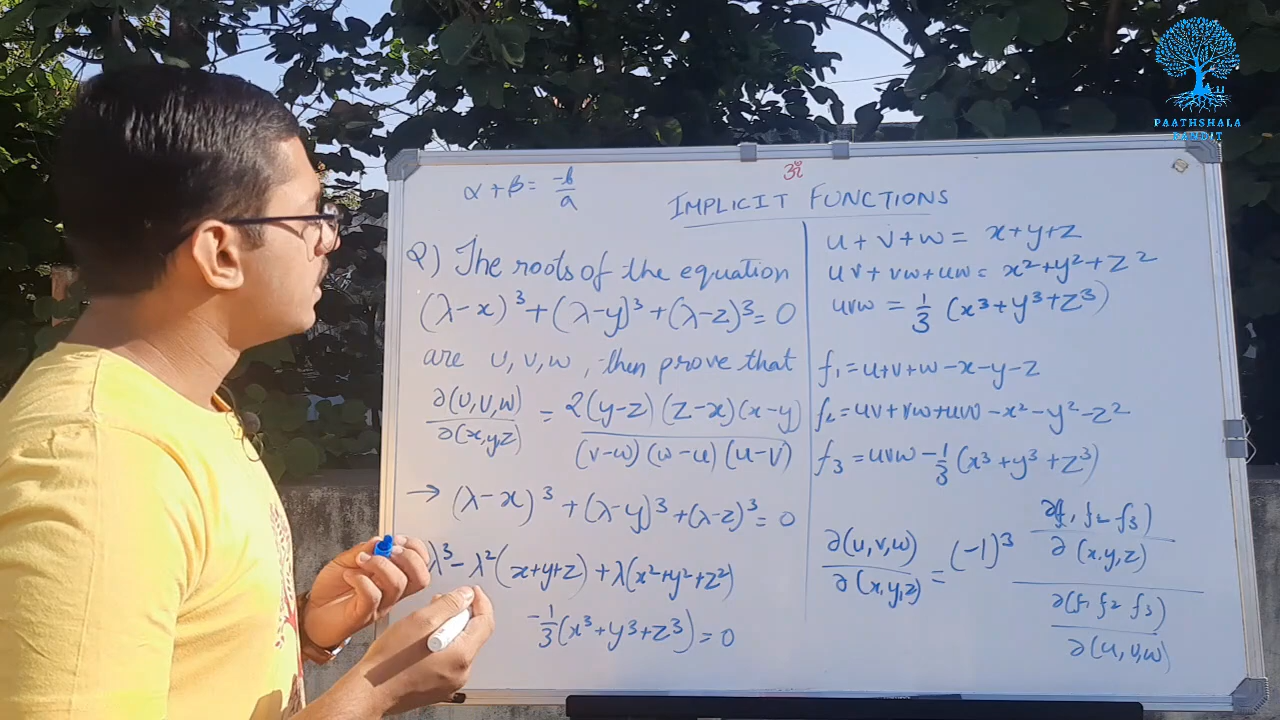 PAATHSHALA
ॐ
α + β = -b/a
IMPLICIT FUNCTIONS
Q) The roots of the equation
(λ-x)³ + (λ-y)³ + (λ-z)³ = 0
are u, v, w, then prove that
∂(u,v,w)/∂(x,y,z) = 2(y-z)(z-x)(x-y)/(v-w)(w-u)(u-v)
→ (λ-x)³ + (λ-y)³ + (λ-z)³ = 0
λ³ - λ²(x+y+z) + λ(x²+y²+z²)
-1/3(x³+y³+z³) = 0
u + v + w = x+y+z
uv + vw + uw = x²+y²+z²
uvw = 1/3 (x³+y³+z³)
f₁ = u+v+w -x-y-z
f₂ = uv+vw+uw -x²-y²-z²
f₃ = uvw - 1/3 (x³+y³+z³)
∂(u,v,w)/∂(x,y,z) = (-1)³ ∂(f₁ f₂ f₃)/∂(x,y,z) / ∂(f₁ f₂ f₃)/∂(u,v,w)